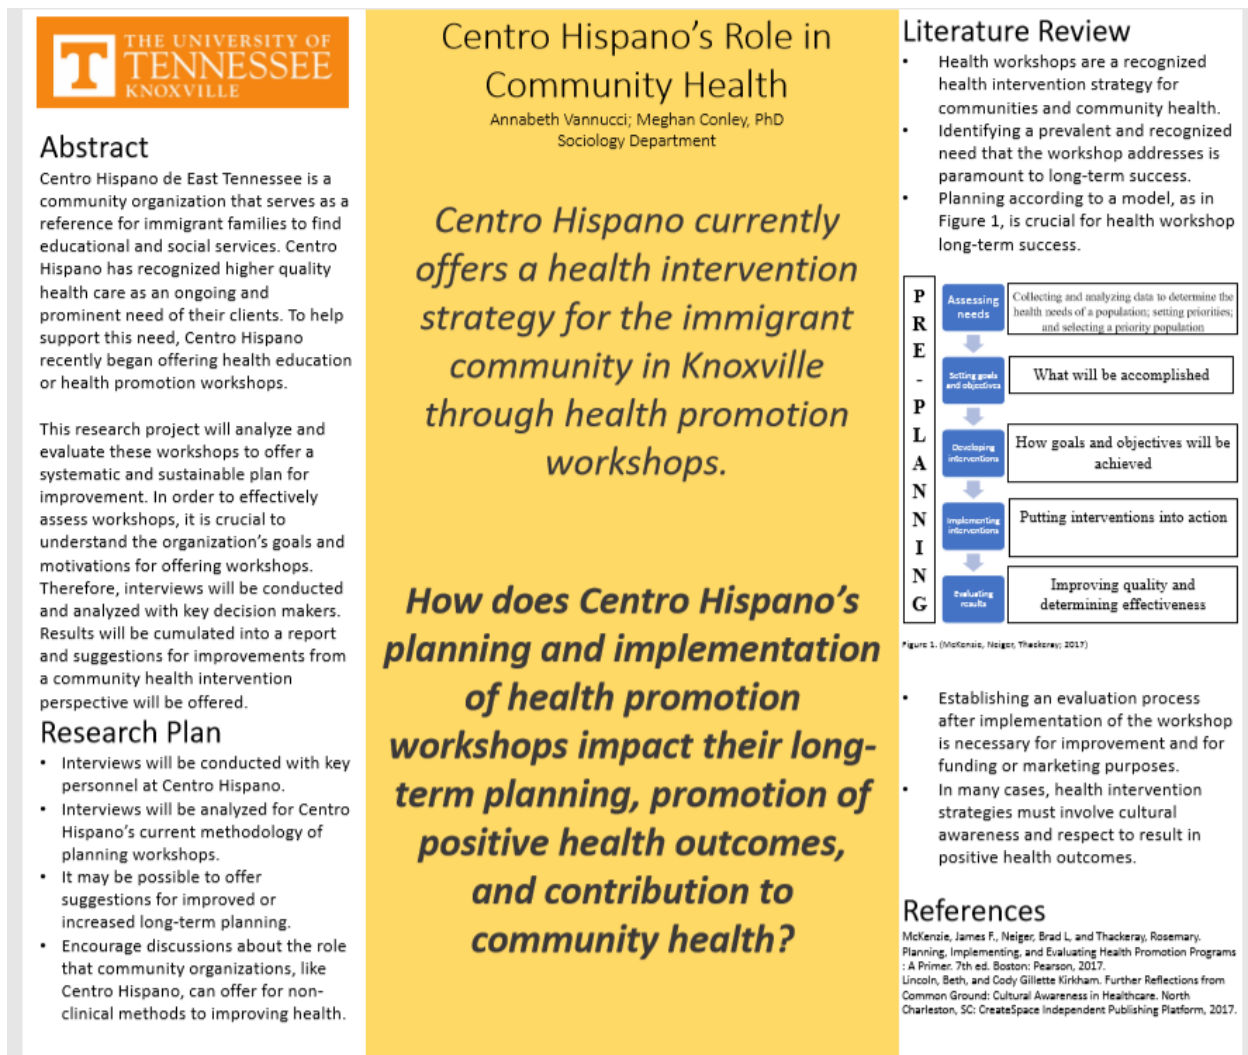 THE UNIVERSITY OF
TENNESSEE
KNOXVILLE
Abstract
Centro Hispano de East Tennessee is a
community organization that serves as a
reference for immigrant families to find
educational and social services. Centro
Hispano has recognized higher quality
health care as an ongoing and
prominent need of their clients. To help
support this need, Centro Hispano
recently began offering health education
or health promotion workshops.
This research project will analyze and
evaluate these workshops to offer a
systematic and sustainable plan for
improvement. In order to effectively
assess workshops, it is crucial to
understand the organization's goals and
motivations for offering workshops.
Therefore, interviews will be conducted
and analyzed with key decision makers.
Results will be cumulated into a report
and suggestions for improvements from
a community health intervention
perspective will be offered.
Research Plan
• Interviews will be conducted with key
personnel at Centro Hispano.
• Interviews will be analyzed for Centro
Hispano's current methodology of
planning workshops.
• It may be possible to offer
suggestions for improved or
increased long-term planning.
• Encourage discussions about the role
that community organizations, like
Centro Hispano, can offer for non-
clinical methods to improving health.
Centro Hispano's Role in
Community Health
Annabeth Vannucci; Meghan Conley, PhD
Sociology Department
Centro Hispano currently
offers a health intervention
strategy for the immigrant
community in Knoxville
through health promotion
workshops.
How does Centro Hispano's
planning and implementation
of health promotion
workshops impact their long-
term planning, promotion of
positive health outcomes,
and contribution to
community health?
Literature Review
• Health workshops are a recognized
health intervention strategy for
communities and community health.
• Identifying a prevalent and recognized
need that the workshop addresses is
paramount to long-term success.
• Planning according to a model, as in
Figure 1, is crucial for health workshop
long-term success.
PRE-PLANNING
Assessing
needs
Collecting and analyzing data to determine the
health needs of a population; setting priorities;
and selecting a priority population
Setting goals
and objectives
What will be accomplished
Developing
interventions
How goals and objectives will be
achieved
Implementing
interventions
Putting interventions into action
Evaluating
results
Improving quality and
determining effectiveness
Figure 1. (McKenzie, Neiger, Thackeray; 2017)
• Establishing an evaluation process
after implementation of the workshop
is necessary for improvement and for
funding or marketing purposes.
• In many cases, health intervention
strategies must involve cultural
awareness and respect to result in
positive health outcomes.
References
McKenzie, James F., Neiger, Brad L, and Thackeray, Rosemary.
Planning, Implementing, and Evaluating Health Promotion Programs
: A Primer. 7th ed. Boston: Pearson, 2017.
Lincoln, Beth, and Cody Gillette Kirkham. Further Reflections from
Common Ground: Cultural Awareness in Healthcare. North
Charleston, SC: CreateSpace Independent Publishing Platform, 2017.